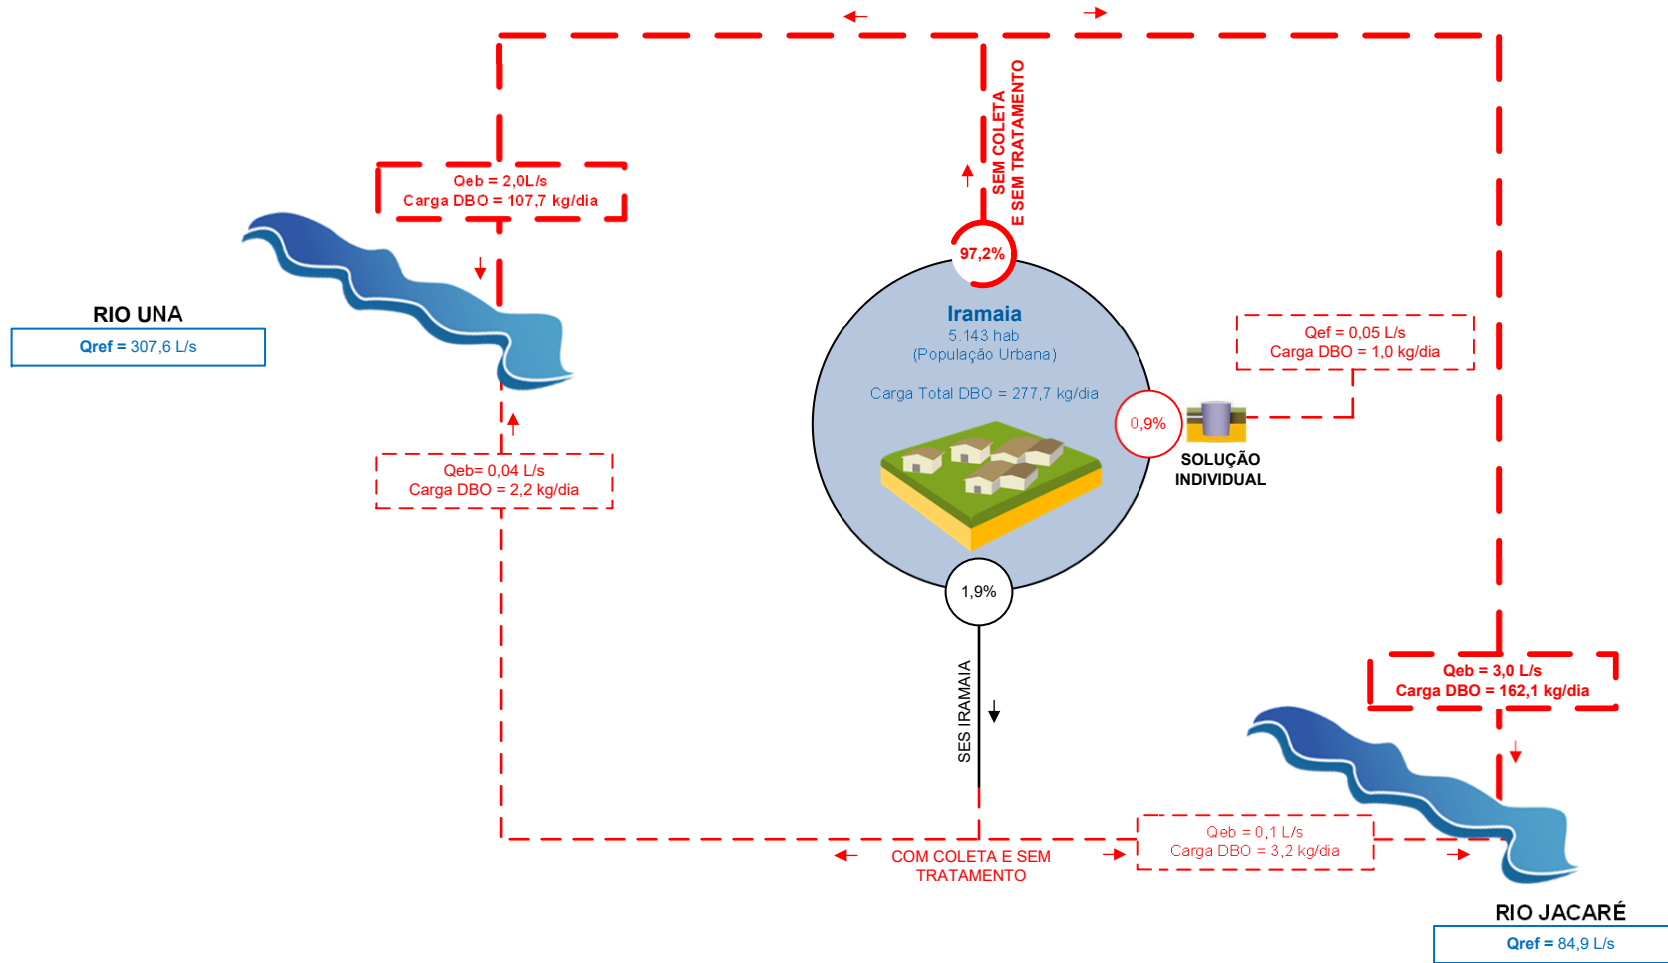 SEM COLETA
E SEM TRATAMENTO
Qeb = 2,0L/s
Carga DBO = 107,7 kg/dia
97,2%
RIO UNA
Qref = 307,6 L/s
Iramaia
5.143 hab
(População Urbana)
Carga Total DBO = 277,7 kg/dia
Qef = 0,05 L/s
Carga DBO = 1,0 kg/dia
0,9%
SOLUÇÃO
INDIVIDUAL
Qeb= 0,04 L/s
Carga DBO = 2,2 kg/dia
1,9%
SES IRAMAIA
Qeb = 3,0 L/s
Carga DBO = 162,1 kg/dia
Qeb = 0,1 L/s
Carga DBO = 3,2 kg/dia
COM COLETA E SEM
TRATAMENTO
RIO JACARÉ
Qref = 84,9 L/s